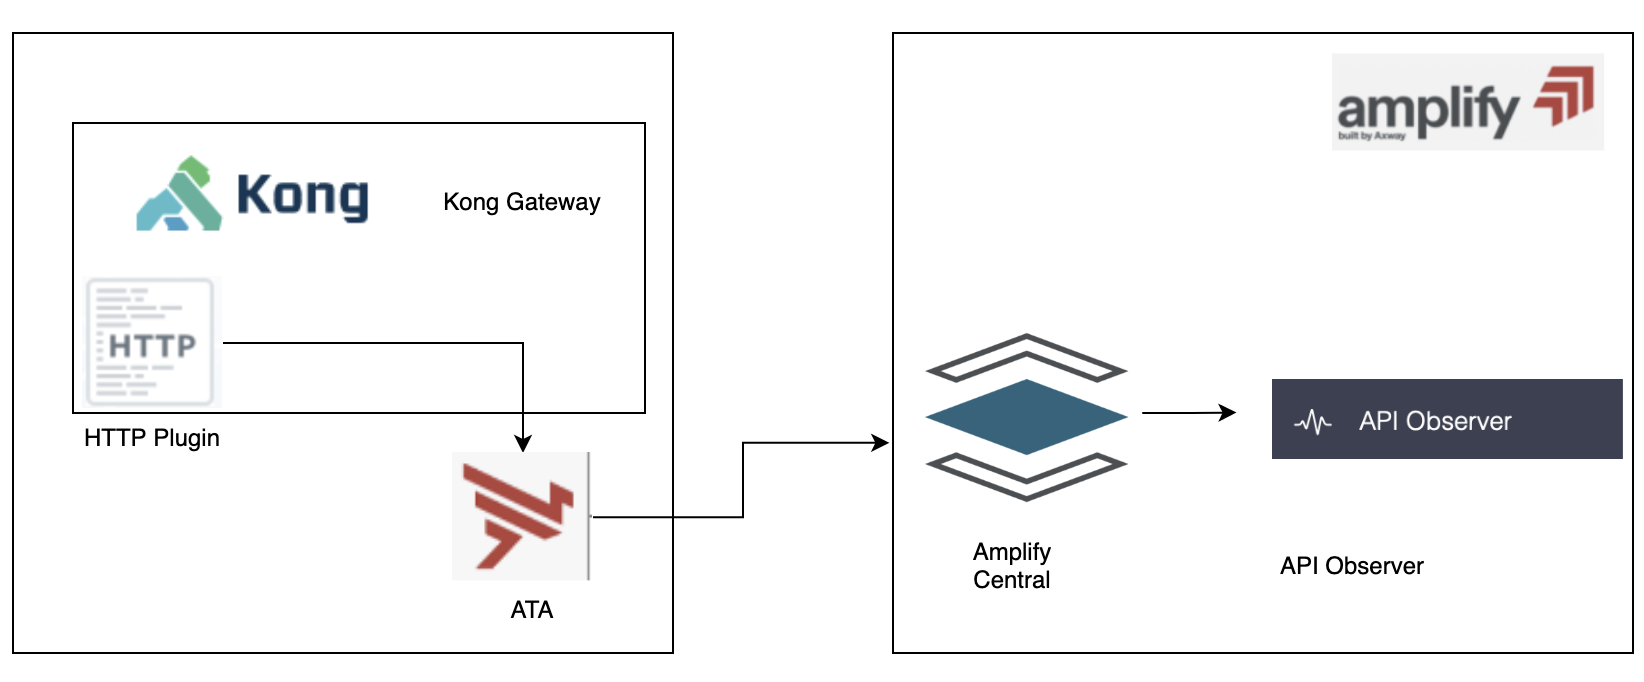 amplify
built by Axway
Kong
Kong Gateway
HTTP
HTTP Plugin
API Observer
Amplify
Central
API Observer
ATA